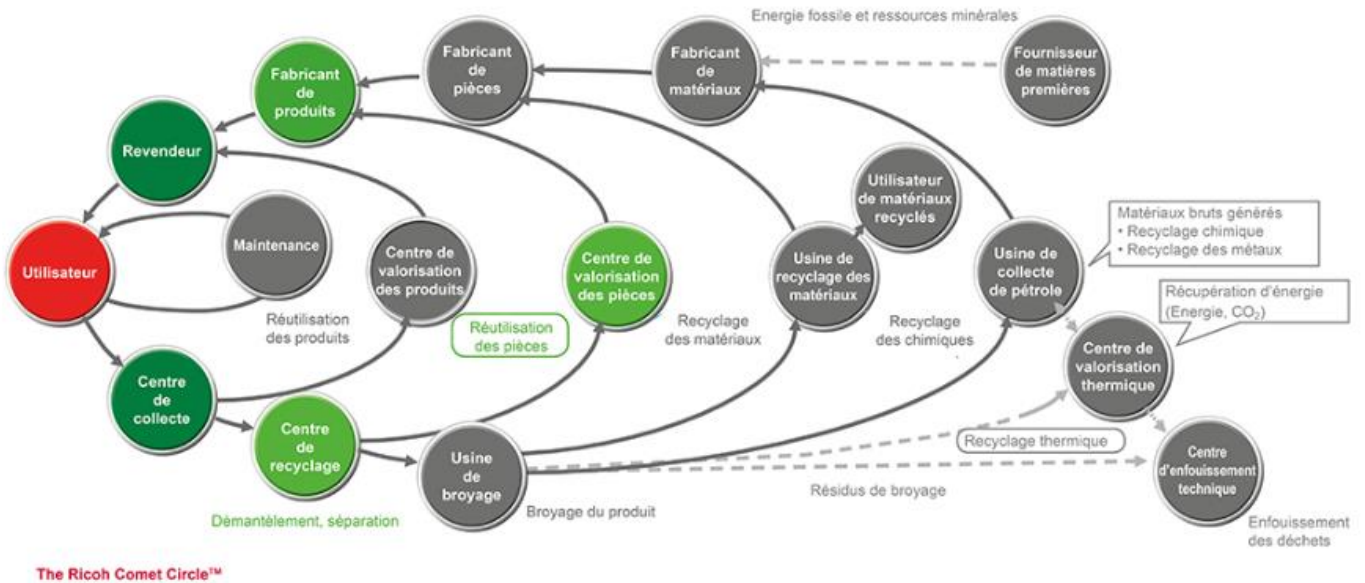 Energie fossile et ressources minérales
Fabricant
de
produits
Fabricant
de
pièces
Fabricant
de
matériaux
Fournisseur
de matières
premières
Revendeur
Utilisateur
de matériaux
recyclés
Utilisateur
Maintenance
Centre de
valorisation
des produits
Centre de
valorisation
des pièces
Usine de
recyclage des
matériaux
Usine de
collecte
de pétrole
Matériaux bruts générés
• Recyclage chimique
• Recyclage des métaux
Réutilisation
des produits
Réutilisation
des pièces
Recyclage
des matériaux
Recyclage
des chimiques
Récupération d'énergie
(Energie, CO₂)
Centre de
valorisation
thermique
Centre
de
collecte
Centre
de
recyclage
Usine
de
broyage
Recyclage thermique
Centre
d'enfouissement
technique
Résidus de broyage
Broyage du produit
Démantèlement, séparation
Enfouissement
des déchets
The Ricoh Comet Circle™